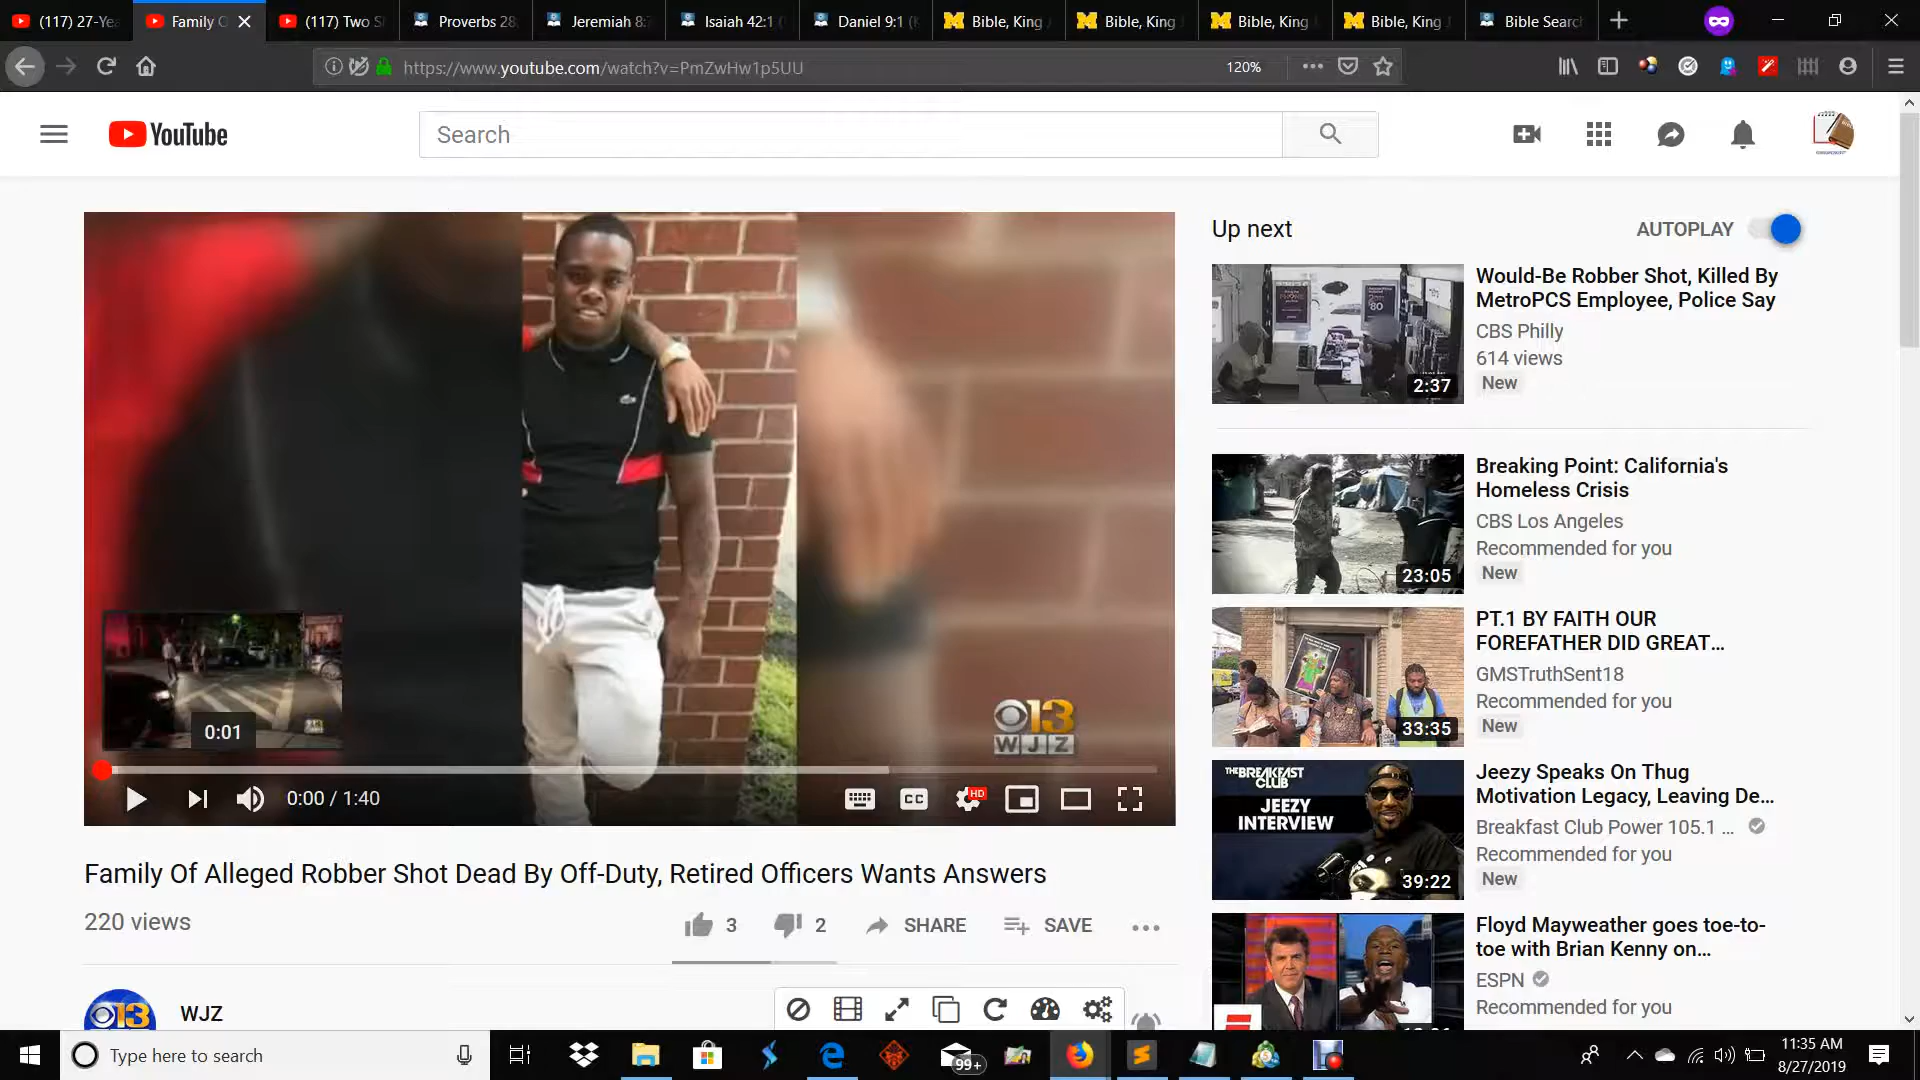 (117) 27-Yea
Family O
(117) Two S
Proverbs 28
Jeremiah 8:
Isaiah 42:1 (
Daniel 9:1 (K
Bible, King J
Bible, King J
Bible, King J
Bible, King J
Bible Search
https://www.youtube.com/watch?v=PmZwHw1p5UU
120%
YouTube
Search
Up next
AUTOPLAY
Would-Be Robber Shot, Killed By
MetroPCS Employee, Police Say
CBS Philly
614 views
New
2:37
Breaking Point: California's
Homeless Crisis
CBS Los Angeles
Recommended for you
New
23:05
PT.1 BY FAITH OUR
FOREFATHER DID GREAT...
GMSTruthSent18
Recommended for you
New
33:35
THE BREAKFAST
CLUB
JEEZY
INTERVIEW
39:22
Jeezy Speaks On Thug
Motivation Legacy, Leaving De...
Breakfast Club Power 105.1 ...
Recommended for you
New
Floyd Mayweather goes toe-to-
toe with Brian Kenny on...
ESPN
Recommended for you
13
WJZ
0:01
0:00 / 1:40
CC
HD
Family Of Alleged Robber Shot Dead By Off-Duty, Retired Officers Wants Answers
220 views
3
2
SHARE
SAVE
13
WJZ
Type here to search
99+
11:35 AM
8/27/2019